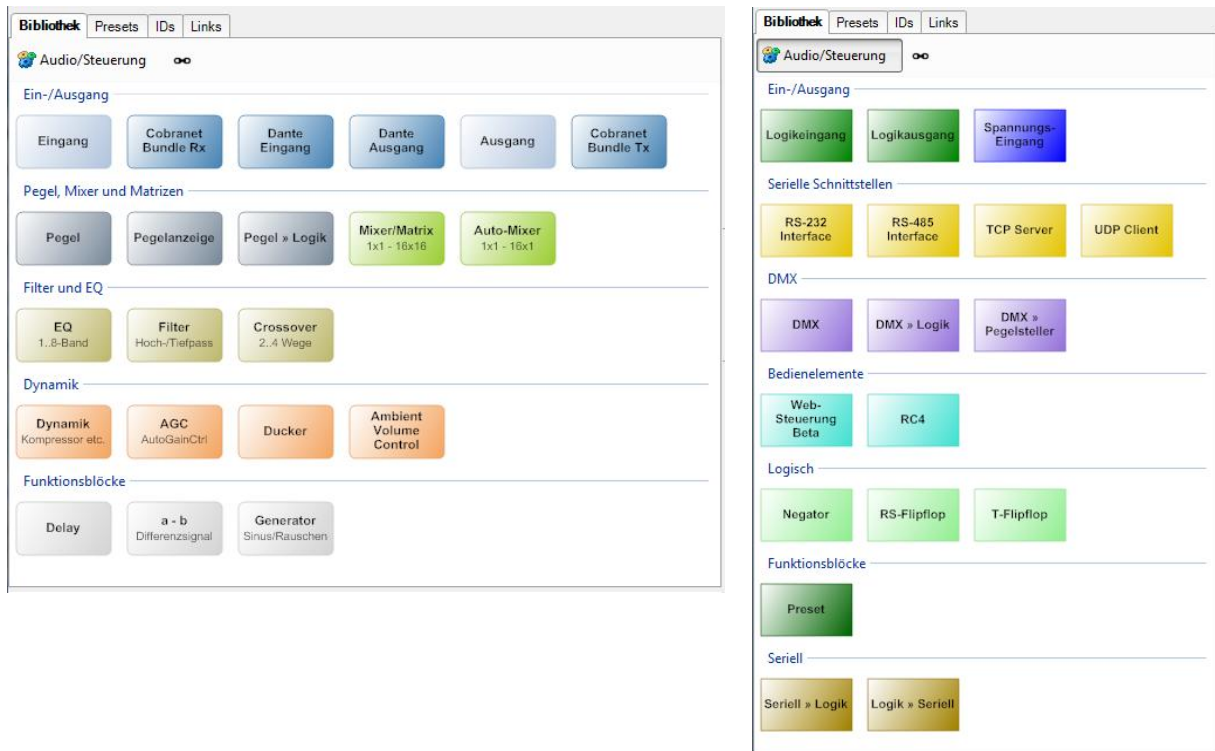 Bibliothek Presets IDs Links
Audio/Steuerung
Ein-/Ausgang
Eingang
Cobranet
Bundle Rx
Dante
Eingang
Dante
Ausgang
Ausgang
Cobranet
Bundle Tx
Pegel, Mixer und Matrizen
Pegel
Pegelanzeige
Pegel » Logik
Mixer/Matrix
1x1 - 16x16
Auto-Mixer
1x1 - 16x1
Filter und EQ
EQ
1..8-Band
Filter
Hoch-/Tiefpass
Crossover
2..4 Wege
Dynamik
Dynamik
Kompressor etc.
AGC
AutoGainCtrl
Ducker
Ambient
Volume
Control
Funktionsblöcke
Delay
a - b
Differenzsignal
Generator
Sinus/Rauschen
Bibliothek Presets IDs Links
Audio/Steuerung
Ein-/Ausgang
Logikeingang
Logikausgang
Spannungs-
Eingang
Serielle Schnittstellen
RS-232
Interface
RS-485
Interface
TCP Server
UDP Client
DMX
DMX
DMX » Logik
DMX »
Pegelsteller
Bedienelemente
Web-
Steuerung
Beta
RC4
Logisch
Negator
RS-Flipflop
T-Flipflop
Funktionsblöcke
Preset
Seriell
Seriell » Logik
Logik » Seriell